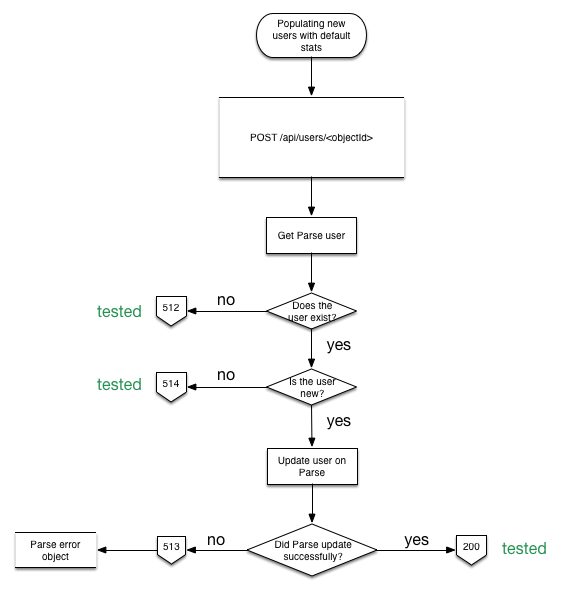 Populating new
users with default
stats
POST /api/users/<objectId>
Get Parse user
tested
512
no
Does the
user exist?
yes
tested
514
no
Is the user
new?
yes
Update user on
Parse
Parse error
object
513
no
Did Parse update
successfully?
yes
200
tested